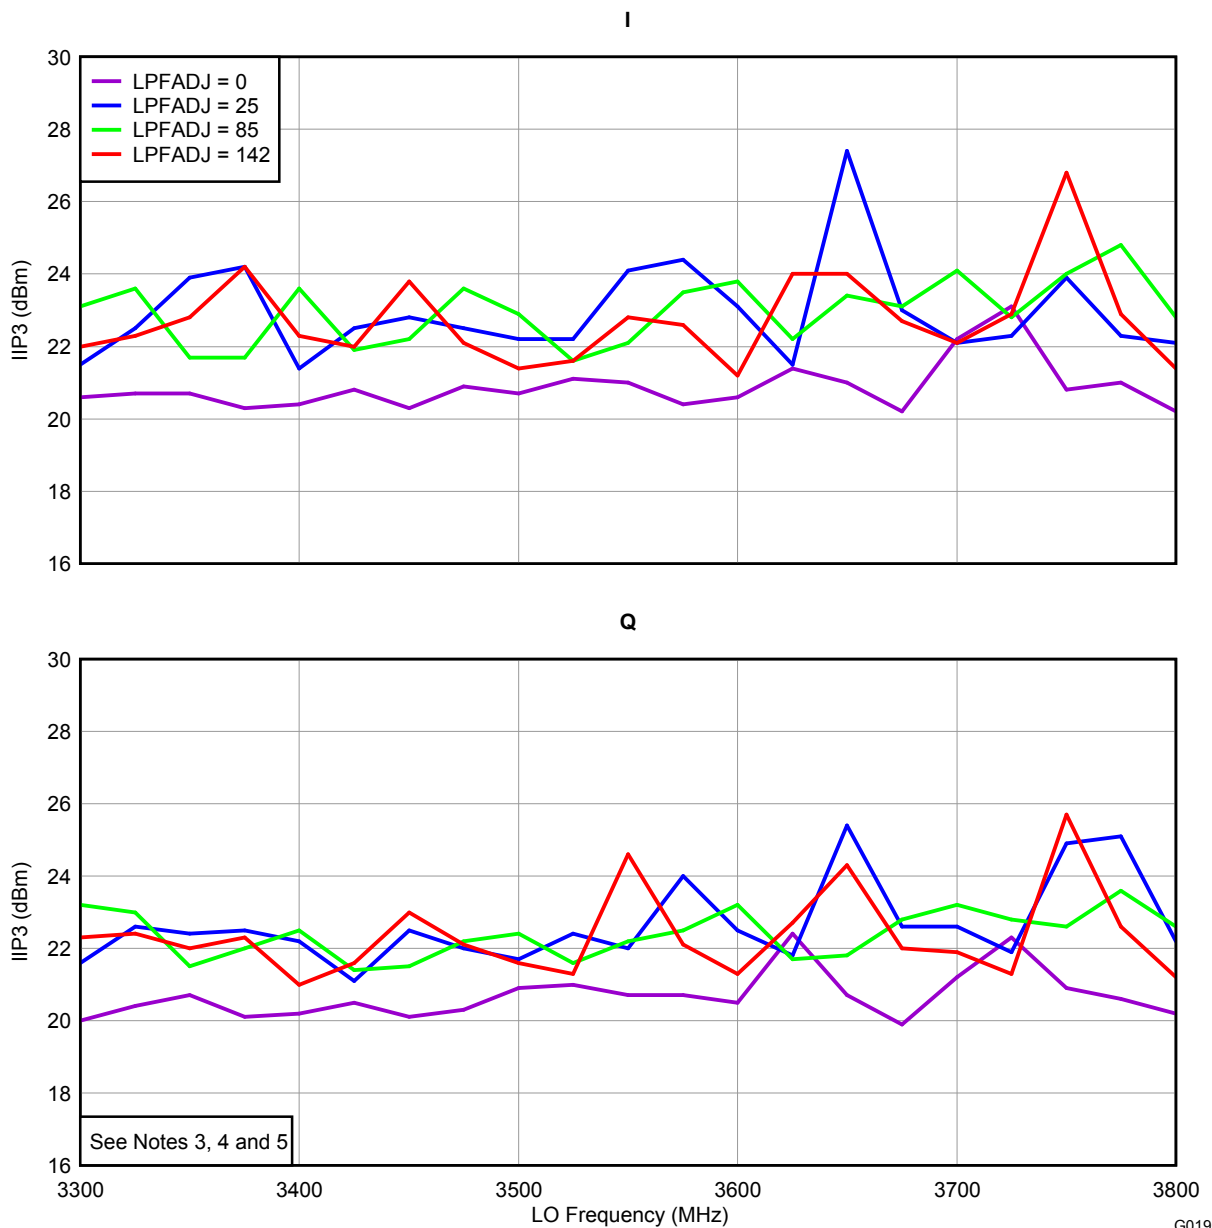 I
30
28
26
24
22
20
18
16
IIP3 (dBm)
LPFADJ = 0
LPFADJ = 25
LPFADJ = 85
LPFADJ = 142
Q
30
28
26
24
22
20
18
16
IIP3 (dBm)
See Notes 3, 4 and 5
3300 3400 3500 3600 3700 3800
LO Frequency (MHz)
G019